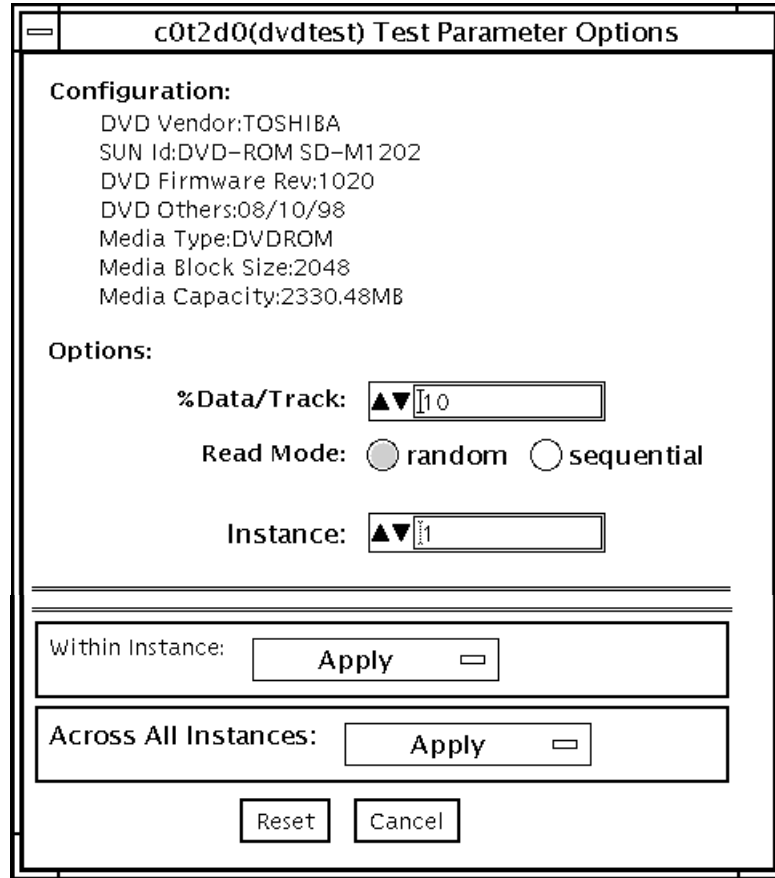 c0t2d0(dvdtest) Test Parameter Options
Configuration:
DVD Vendor:TOSHIBA
SUN Id:DVD-ROM SD-M1202
DVD Firmware Rev:1020
DVD Others:08/10/98
Media Type:DVDROM
Media Block Size:2048
Media Capacity:2330.48MB
Options:
%Data/Track: 10
Read Mode: random sequential
Instance: 1
Within Instance: Apply
Across All Instances: Apply
Reset Cancel